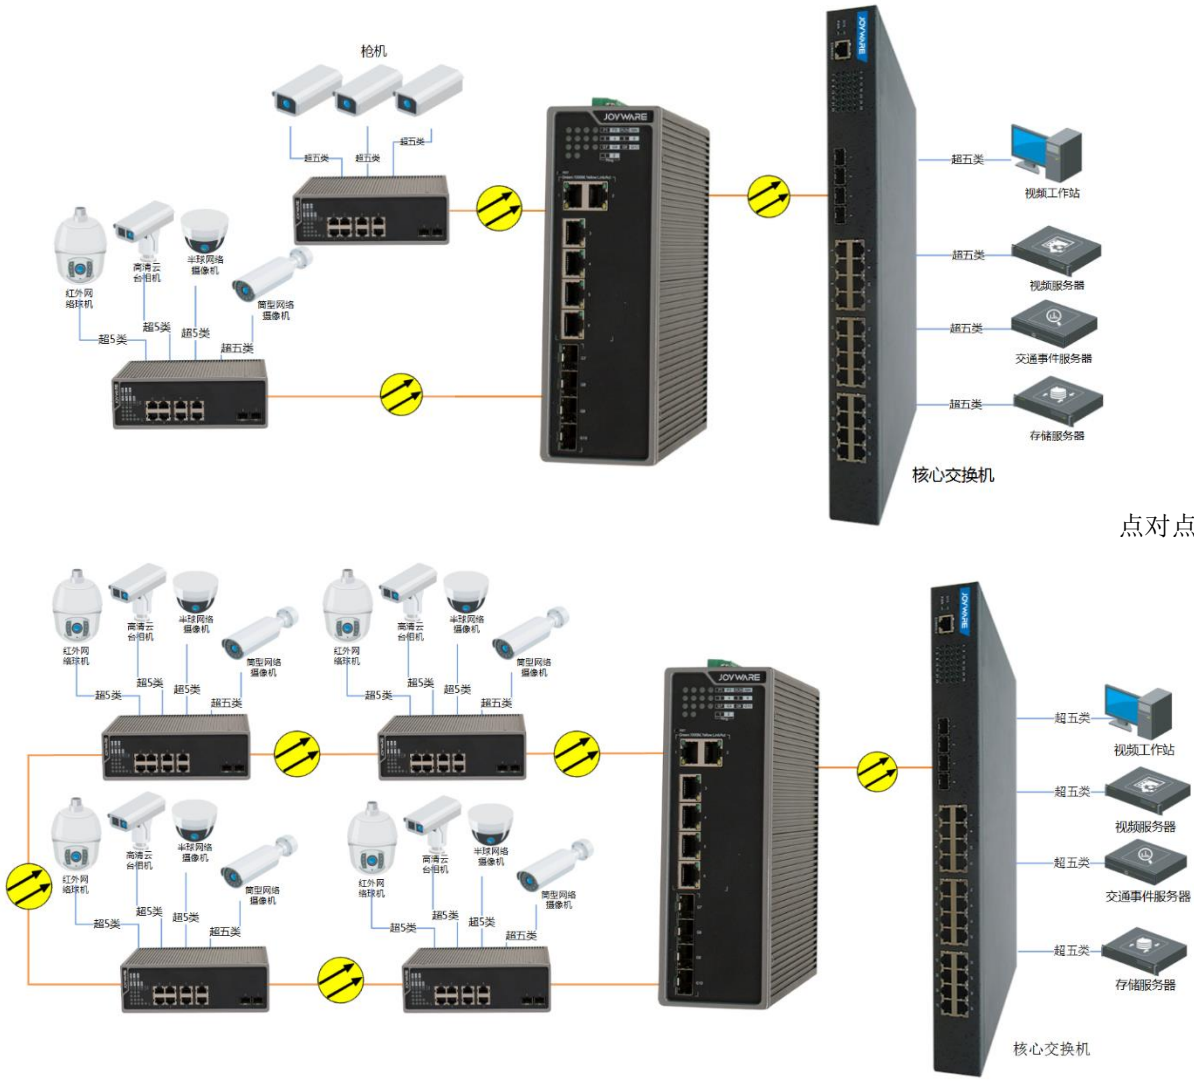 枪机
JOYWARE
JOYWARE
超五类
超五类
超五类
超五类
视频工作站
红外网
络球机
高清云
台相机
半球网络
摄像机
筒型网络
摄像机
超五类
视频服务器
超5类
超5类
超5类
超五类
超五类
交通事件服务器
超五类
存储服务器
核心交换机
点对点
红外网
络球机
高清云
台相机
半球网络
摄像机
筒型网络
摄像机
红外网
络球机
高清云
台相机
半球网络
摄像机
筒型网络
摄像机
JOYWARE
JOYWARE
超5类
超5类
超5类
超五类
超5类
超5类
超5类
超五类
超五类
视频工作站
超五类
视频服务器
红外网
络球机
高清云
台相机
半球网络
摄像机
筒型网络
摄像机
红外网
络球机
高清云
台相机
半球网络
摄像机
筒型网络
摄像机
超五类
交通事件服务器
超5类
超5类
超5类
超五类
超5类
超5类
超5类
超五类
超五类
存储服务器
核心交换机